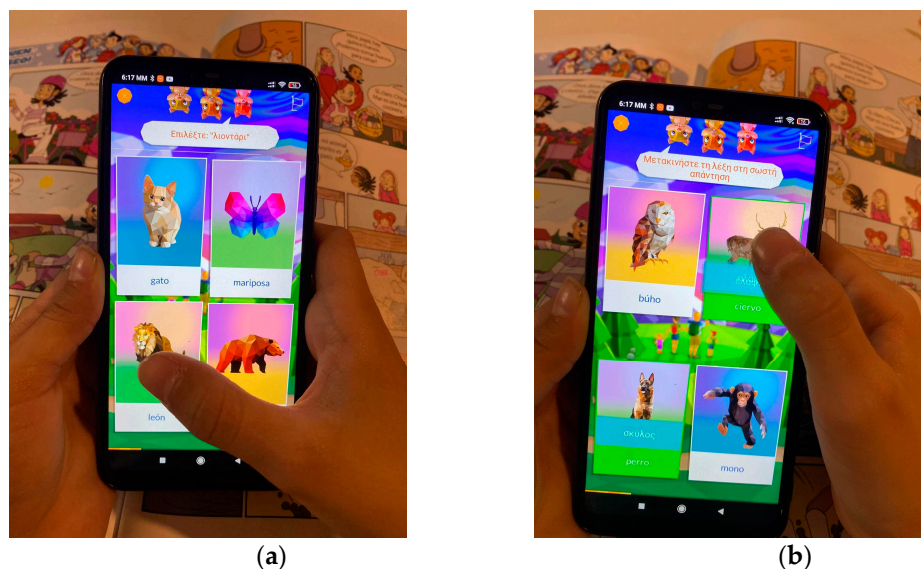 6:17 MM
Επιλέξτε: "λιοντάρι"
gato
mariposa
león
(a)
6:17 MM
Μετακινήστε τη λέξη στη σωστή
απάντηση
búho
ciervo
σκύλος
perro
mono
(b)